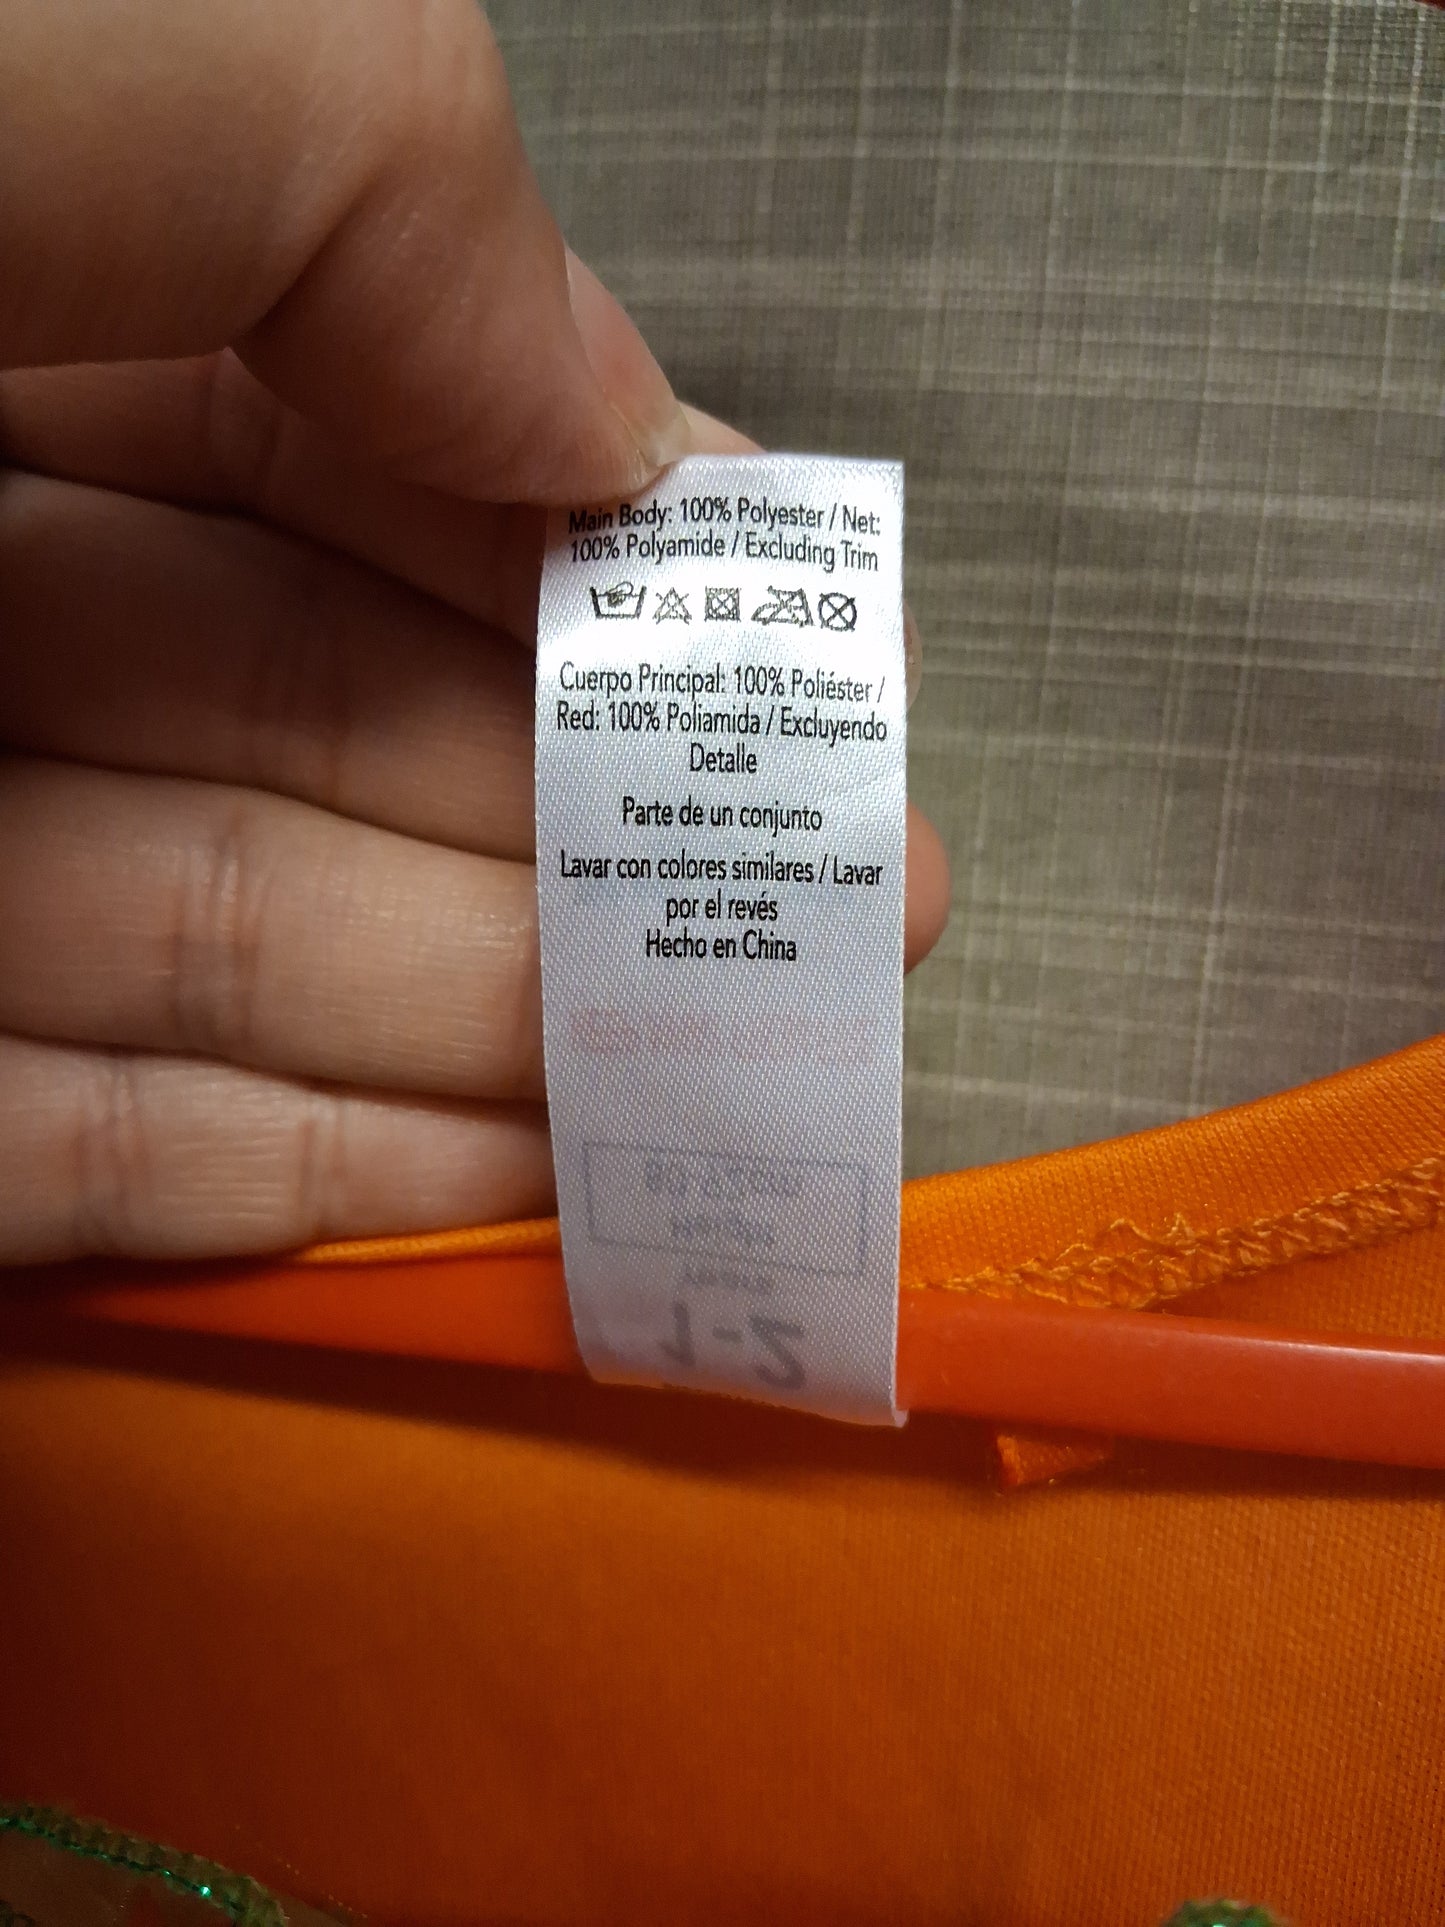 Main Body: 100% Polyester / Net:
100% Polyamide / Excluding Trim
Cuerpo Principal: 100% Poliéster /
Red: 100% Poliamida / Excluyendo
Detalle
Parte de un conjunto
Lavar con colores similares / Lavar
por el revés
Hecho en China